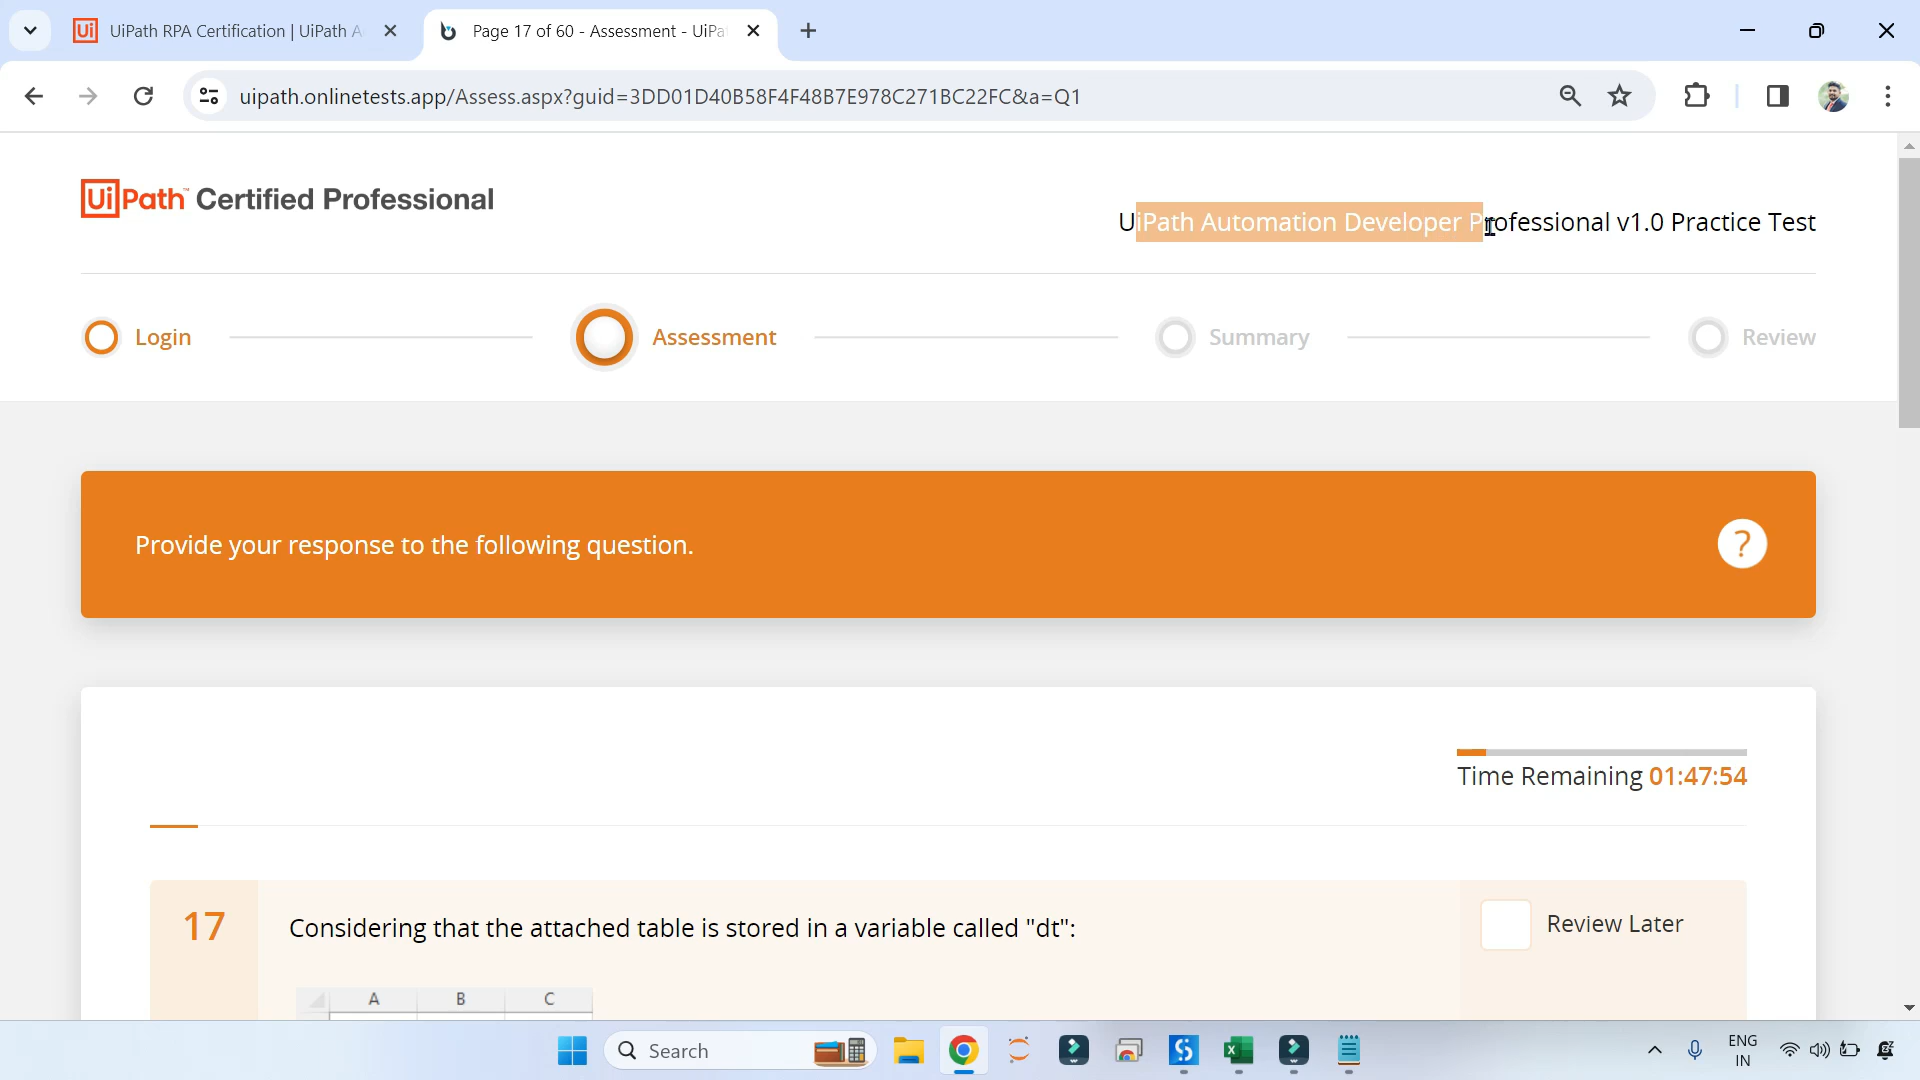 UiPath RPA Certification | UiPath A
Page 17 of 60 - Assessment - UiPa
uipath.onlinetests.app/Assess.aspx?guid=3DD01D40B58F4F48B7E978C271BC22FC&a=Q1
UiPath™ Certified Professional
UiPath Automation Developer Professional v1.0 Practice Test
Login
Assessment
Summary
Review
Provide your response to the following question.
?
Time Remaining 01:47:54
17
Considering that the attached table is stored in a variable called "dt":
Review Later
A B C
Search
ENG
IN